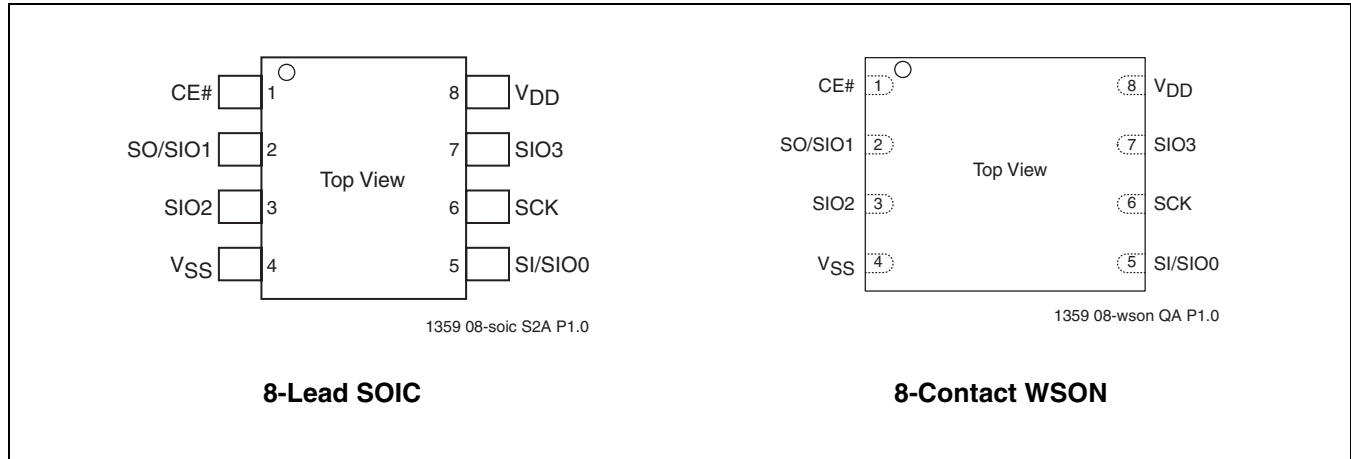 CE# 1 8 VDD
SO/SIO1 2 7 SIO3
Top View
SIO2 3 6 SCK
VSS 4 5 SI/SIO0
1359 08-soic S2A P1.0
8-Lead SOIC
CE# 1 8 VDD
SO/SIO1 2 7 SIO3
Top View
SIO2 3 6 SCK
VSS 4 5 SI/SIO0
1359 08-wson QA P1.0
8-Contact WSON